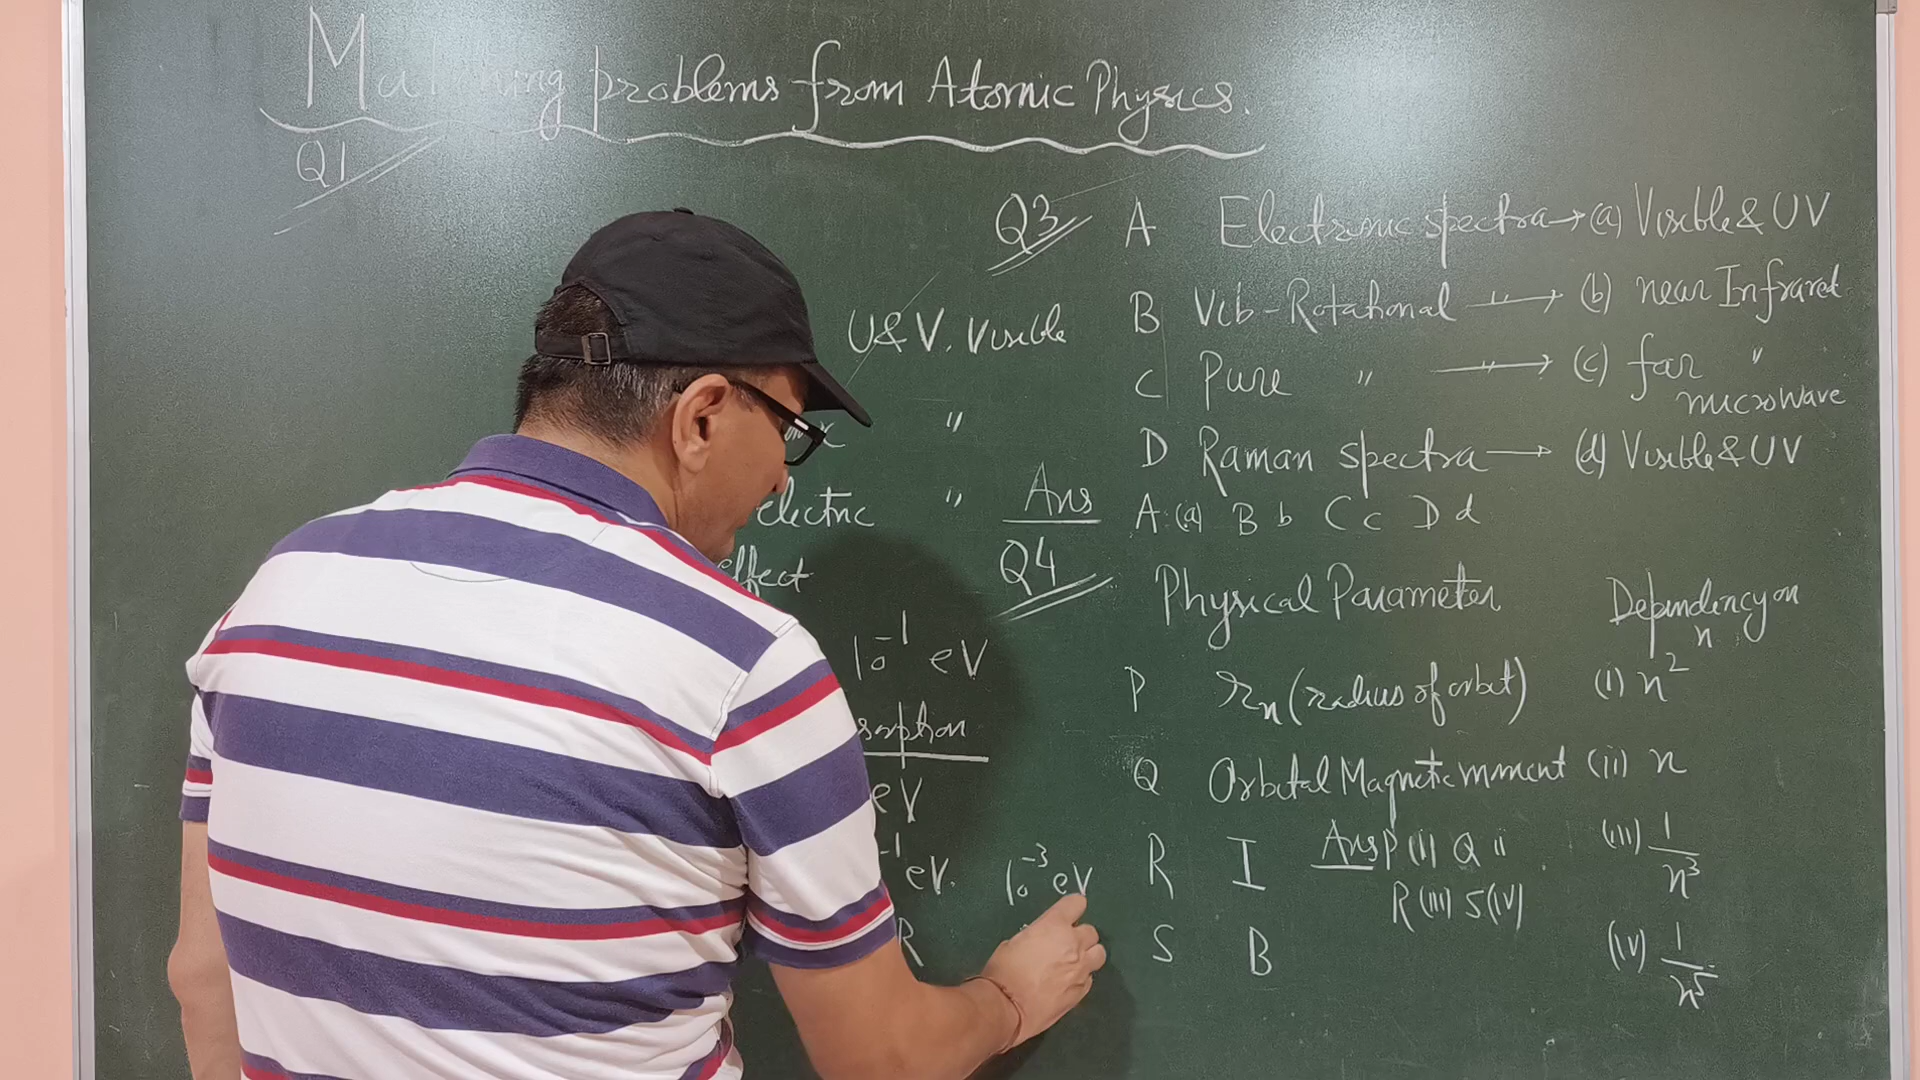 Matching problems from Atomic Physics.
Q1
U & V. Visible
"
electric "
effect
10⁻¹ eV
sorption
eV
⁻¹ eV. 10⁻³ eV
R
Q3 A Electronic spectra → (a) Visible & UV
B Vib-Rotational " → (b) near Infrared
C Pure " " → (c) far "
microwave
D Raman spectra → (d) Visible & UV
Ans A (a) B b C c D d
Q4 Physical Parameter Dependency on
n
P rₙ (radius of orbit) (i) n²
Q Orbital Magnetic moment (ii) n
R I Ans P (i) Q ii (iii) 1/n³
R (iii) S (iv)
S B (iv) 1/n⁵